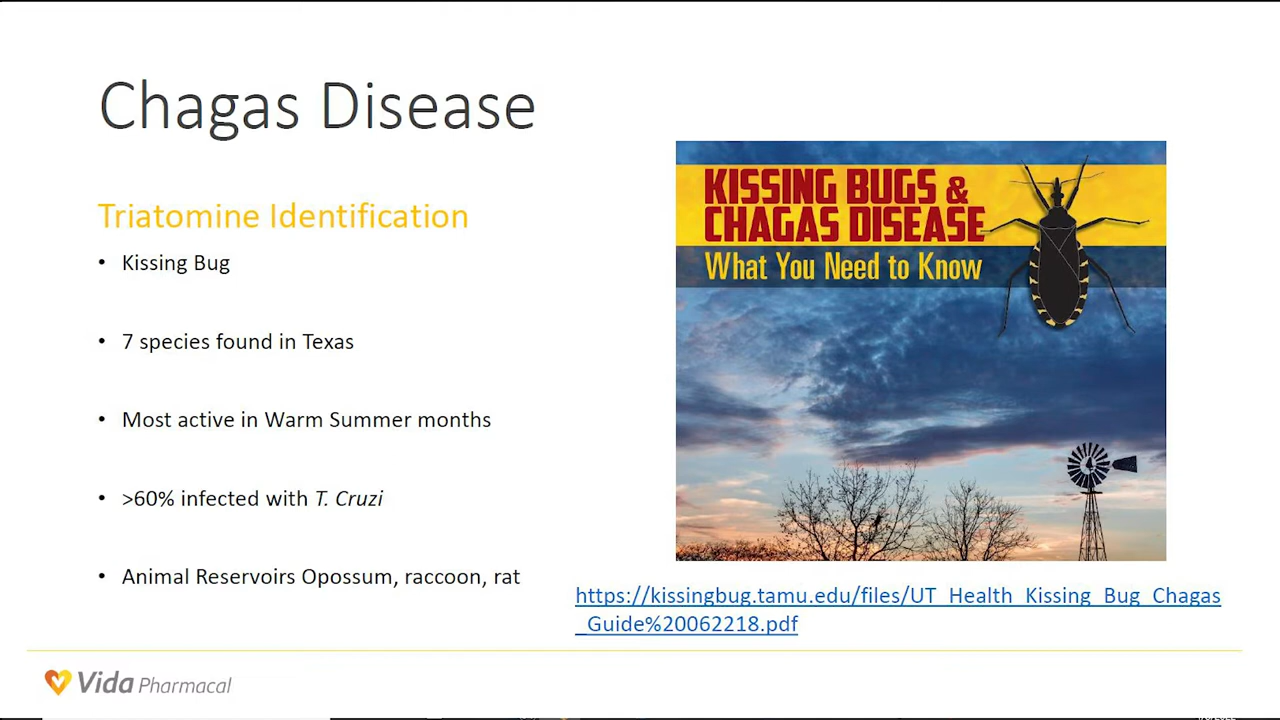 Chagas Disease
Triatomine Identification
• Kissing Bug
• 7 species found in Texas
• Most active in Warm Summer months
• >60% infected with T. Cruzi
• Animal Reservoirs Opossum, raccoon, rat
KISSING BUGS &
CHAGAS DISEASE
What You Need to Know
https://kissingbug.tamu.edu/files/UT_Health_Kissing_Bug_Chagas
_Guide%20062218.pdf
Vida Pharmacal